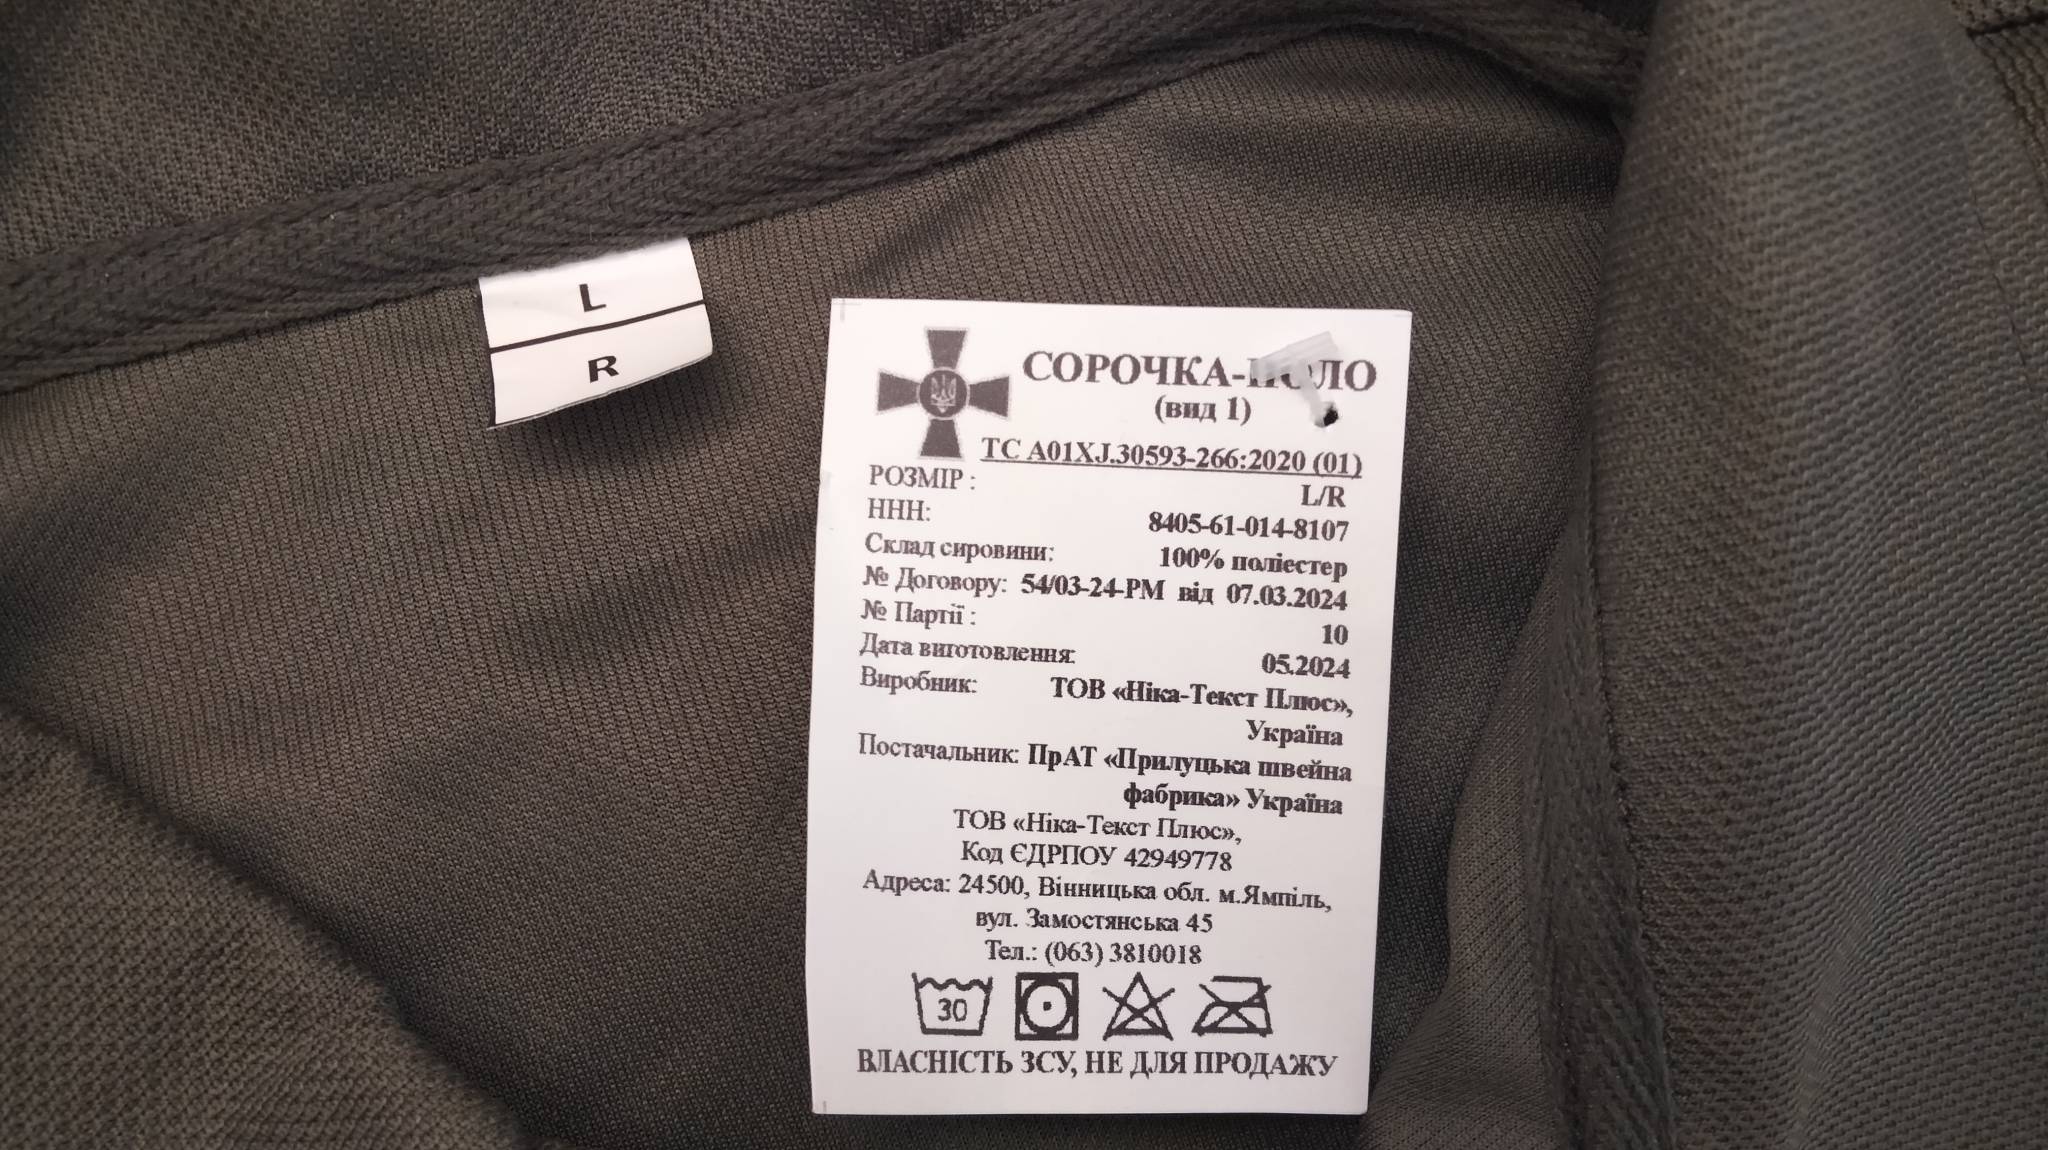 L
R
СОРОЧКА-ПОЛО
(вид 1)
ТС А01XJ.30593-266:2020 (01)
РОЗМІР : L/R
ННН: 8405-61-014-8107
Склад сировини: 100% поліестер
№ Договору: 54/03-24-РМ від 07.03.2024
№ Партії : 10
Дата виготовлення: 05.2024
Виробник: ТОВ «Ніка-Текст Плюс»,
Україна
Постачальник: ПрАТ «Прилуцька швейна
фабрика» Україна
ТОВ «Ніка-Текст Плюс»,
Код ЄДРПОУ 42949778
Адреса: 24500, Вінницька обл. м.Ямпіль,
вул. Замостянська 45
Тел.: (063) 3810018
30
ВЛАСНІСТЬ ЗСУ, НЕ ДЛЯ ПРОДАЖУ